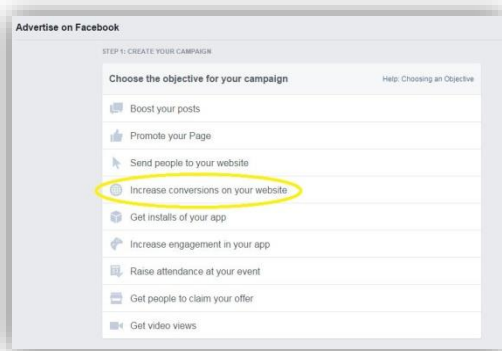 Advertise on Facebook
STEP 1: CREATE YOUR CAMPAIGN
Choose the objective for your campaign
Help: Choosing an Objective
Boost your posts
Promote your Page
Send people to your website
Increase conversions on your website
Get installs of your app
Increase engagement in your app
Raise attendance at your event
Get people to claim your offer
Get video views